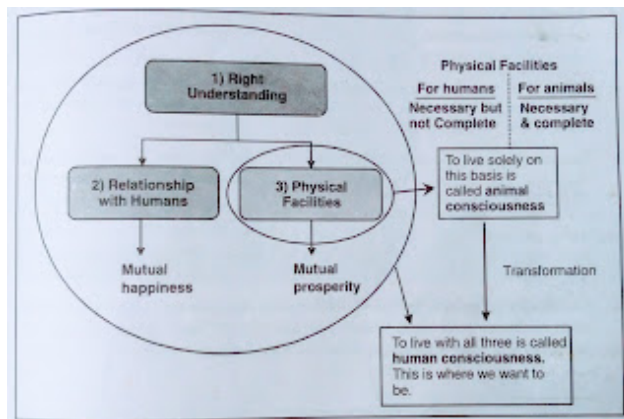 1) Right
Understanding
2) Relationship
with Humans
3) Physical
Facilities
Mutual
happiness
Mutual
prosperity
Physical Facilities
For humans
Necessary but
not Complete
For animals
Necessary
& complete
To live solely on
this basis is
called animal
consciousness
Transformation
To live with all three is called
human consciousness.
This is where we want to
be.